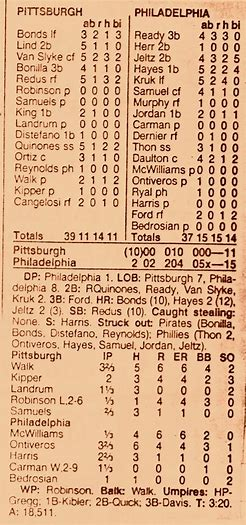 PITTSBURGH
ab r h bi
Bonds lf 3 2 1 3
Lind 2b 5 1 1 0
Van Slyke cf 5 2 3 2
Bonilla 3b 4 1 1 0
Redus rf 5 1 3 2
Robinson p 0 0 0 0
Samuels p 0 0 0 0
King 1b 2 0 0 0
Landrum p 0 0 0 0
Distefano 1b 1 0 0 0
Quinones ss 5 1 2 2
Ortiz c 3 1 1 0
Reynolds ph 1 0 0 0
Walk p 2 1 1 2
Kipper p 1 0 0 0
Cangelosi rf 2 0 1 0
Totals 39 11 14 11
PHILADELPHIA
ab r h bi
Ready 3b 4 3 3 0
Herr 2b 1 0 0 0
Jeltz 2b 4 3 2 5
Hayes 1b 5 2 2 4
Kruk lf 5 2 4 0
Samuel cf 4 1 1 0
Murphy rf 1 0 0 0
Jordan 1b 2 0 1 1
Carman p 0 0 0 0
Dernier rf 0 1 0 0
Thon ss 3 1 0 0
Daulton c 4 2 1 2
McWilliams p 0 0 0 0
Ontiveros p 1 0 0 0
Ryal ph 1 0 0 0
Harris p 0 0 0 0
Ford rf 2 0 1 2
Bedrosian p 0 0 0 0
Totals 37 15 15 14
Pittsburgh (10)00 010 000—11
Philadelphia 2 02 204 05x—15
DP: Philadelphia 1. LOB: Pittsburgh 7, Phila-
delphia 8. 2B: RQuinones, Ready, Van Slyke,
Kruk 2. 3B: Ford. HR: Bonds (10), Hayes 2 (12),
Jeltz 2 (3). SB: Redus (10). Caught stealing:
None. S: Harris. Struck out: Pirates (Bonilla,
Bonds, Distefano, Reynolds); Phillies (Thon 2,
Ontiveros, Hayes, Samuel, Jordan, Jeltz).
Pittsburgh IP H R ER BB SO
Walk 3⅔ 5 6 6 4 2
Kipper 2 3 4 4 2 3
Landrum 1⅓ 0 0 0 0 2
Robinson L,2-6 ⅓ 4 4 4 3 0
Samuels ⅔ 3 1 1 0 0
Philadelphia
McWilliams ⅓ 4 6 6 2 0
Ontiveros 3⅔ 6 4 4 3 1
Harris 2⅔ 3 1 1 0 1
Carman W,2-9 1⅓ 0 0 0 1 0
Bedrosian 1 1 0 0 0 2
WP: Robinson. Balk: Walk. Umpires: HP-
Gregg; 1B-Kibler; 2B-Quick; 3B-Davis. T: 3:20.
A: 18,511.